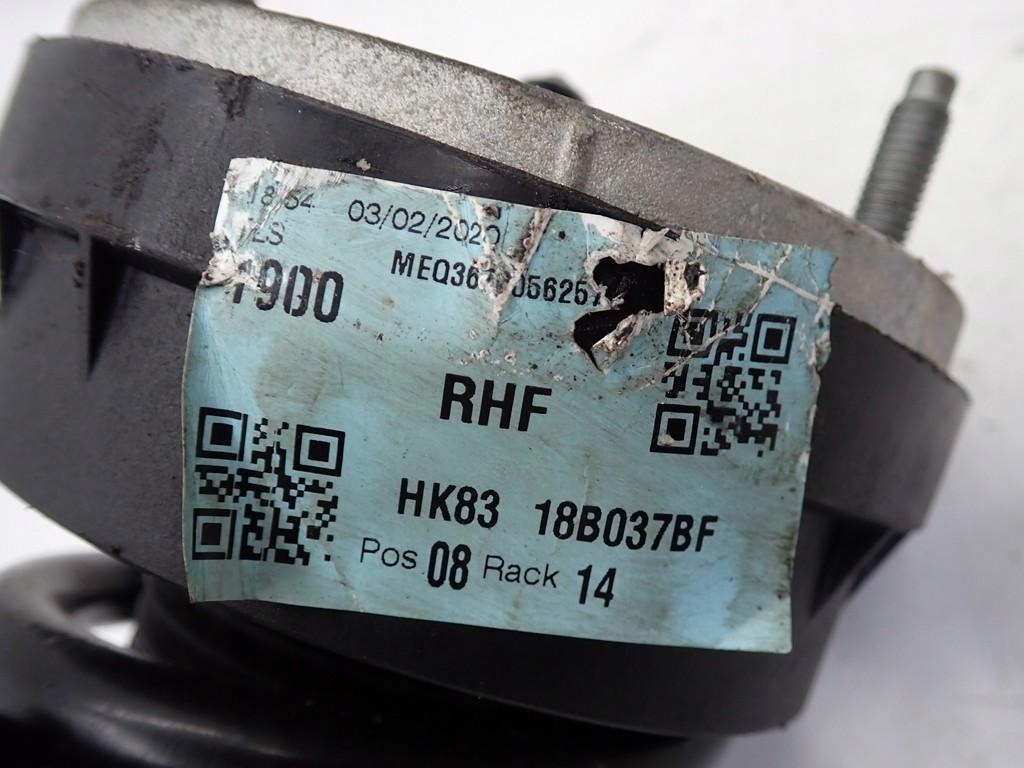 03/02/2020
1900
RHF
HK83 18B037BF
Pos 08 Rack 14